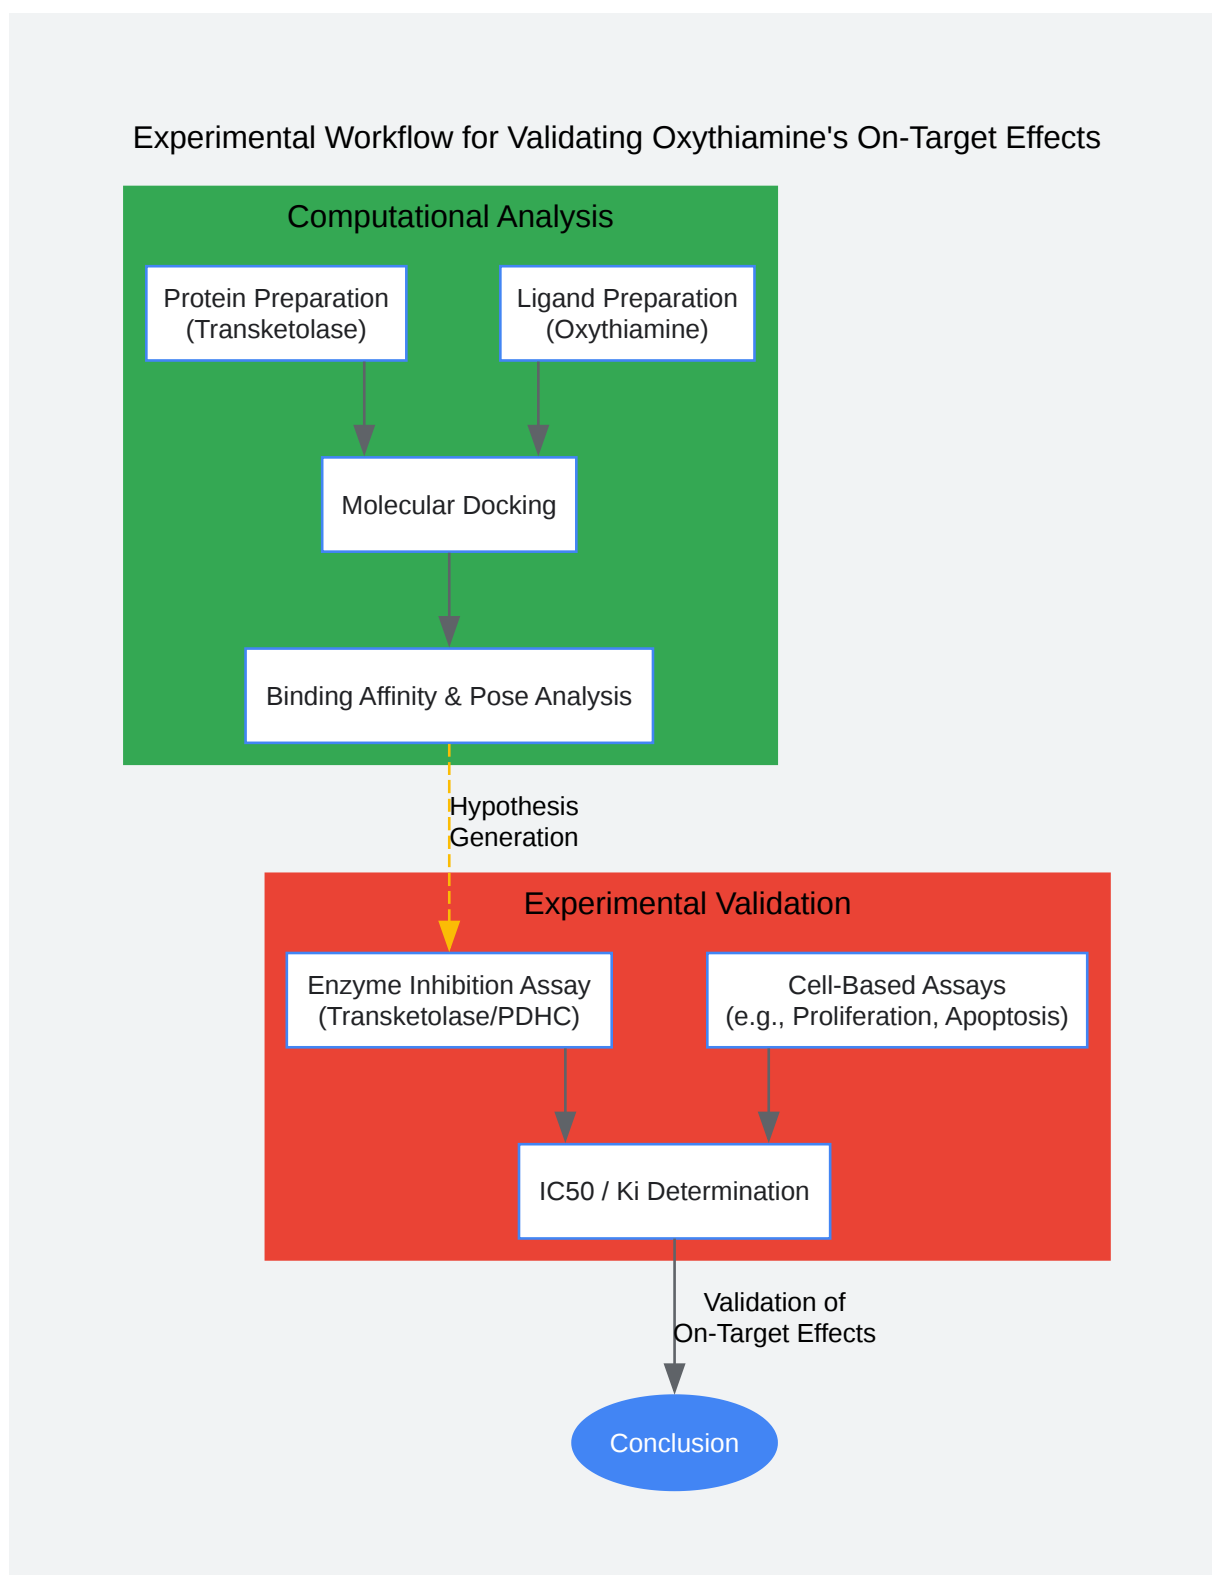 Experimental Workflow for Validating Oxythiamine's On-Target Effects
Computational Analysis
Protein Preparation
(Transketolase)
Ligand Preparation
(Oxythiamine)
Molecular Docking
Binding Affinity & Pose Analysis
Hypothesis
Generation
Experimental Validation
Enzyme Inhibition Assay
(Transketolase/PDHC)
Cell-Based Assays
(e.g., Proliferation, Apoptosis)
IC50 / Ki Determination
Validation of
On-Target Effects
Conclusion